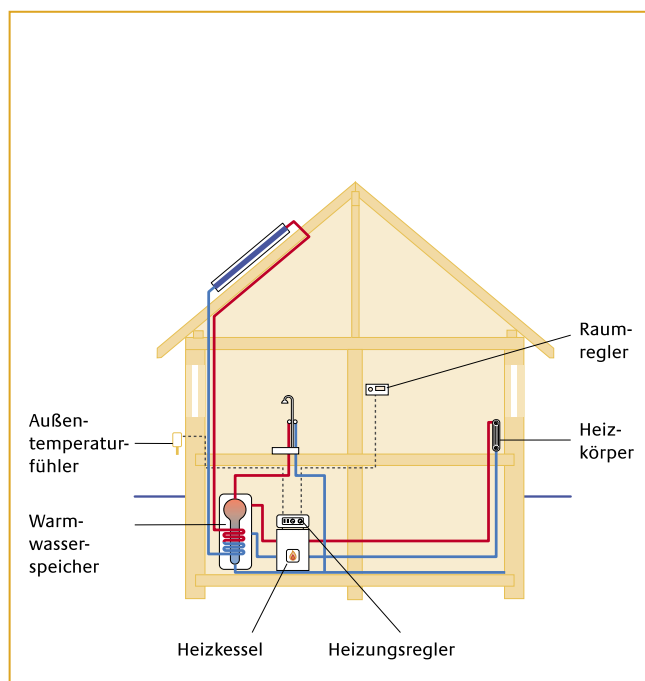 Raum-
regler
Außen-
temperatur-
fühler
Heiz-
körper
Warm-
wasser-
speicher
Heizkessel
Heizungsregler